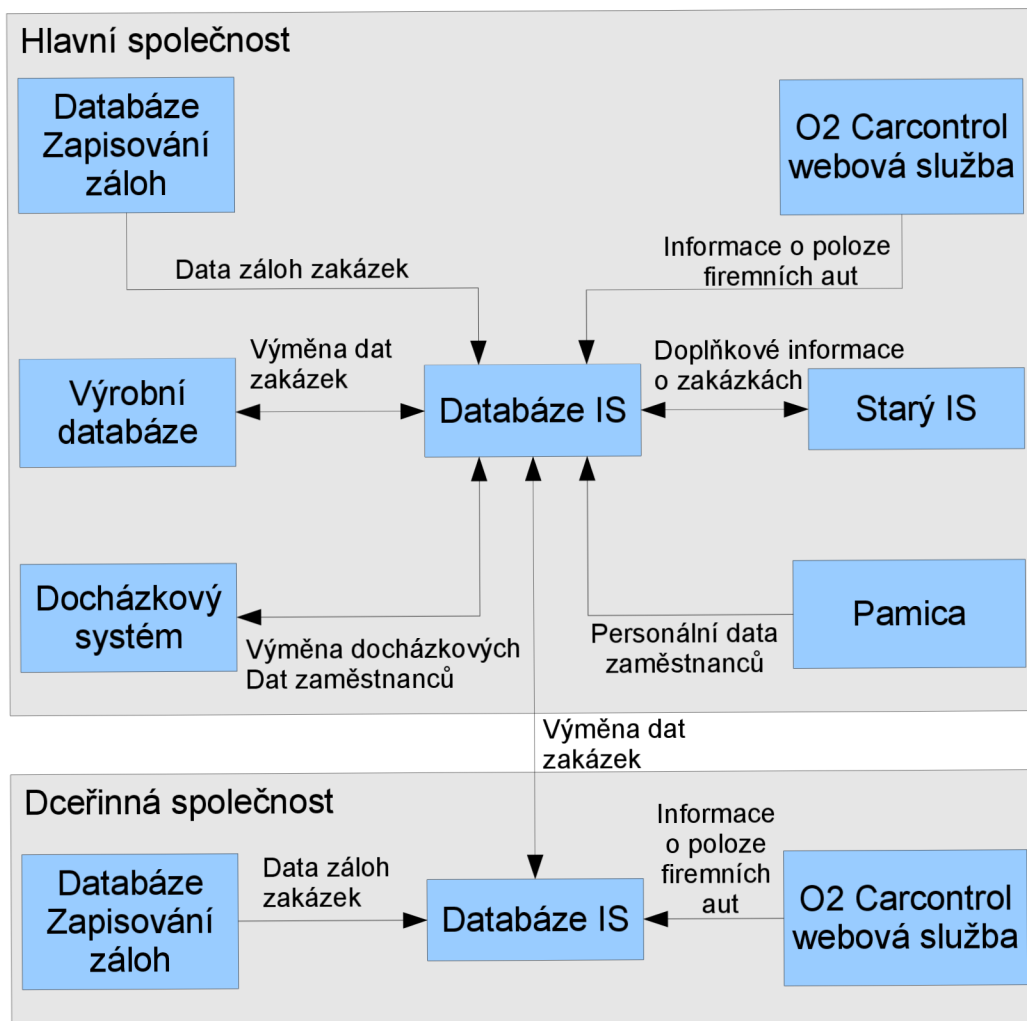 Hlavní společnost
Databáze
Zapisování
záloh
O2 Carcontrol
webová služba
Data záloh zakázek
Informace o poloze
firemních aut
Výrobní
databáze
Výměna dat
zakázek
Databáze IS
Doplňkové informace
o zakázkách
Starý IS
Docházkový
systém
Výměna docházkových
Dat zaměstnanců
Personální data
zaměstnanců
Pamica
Výměna dat
zakázek
Dceřinná společnost
Databáze
Zapisování
záloh
Data záloh
zakázek
Databáze IS
Informace
o poloze
firemních
aut
O2 Carcontrol
webová služba